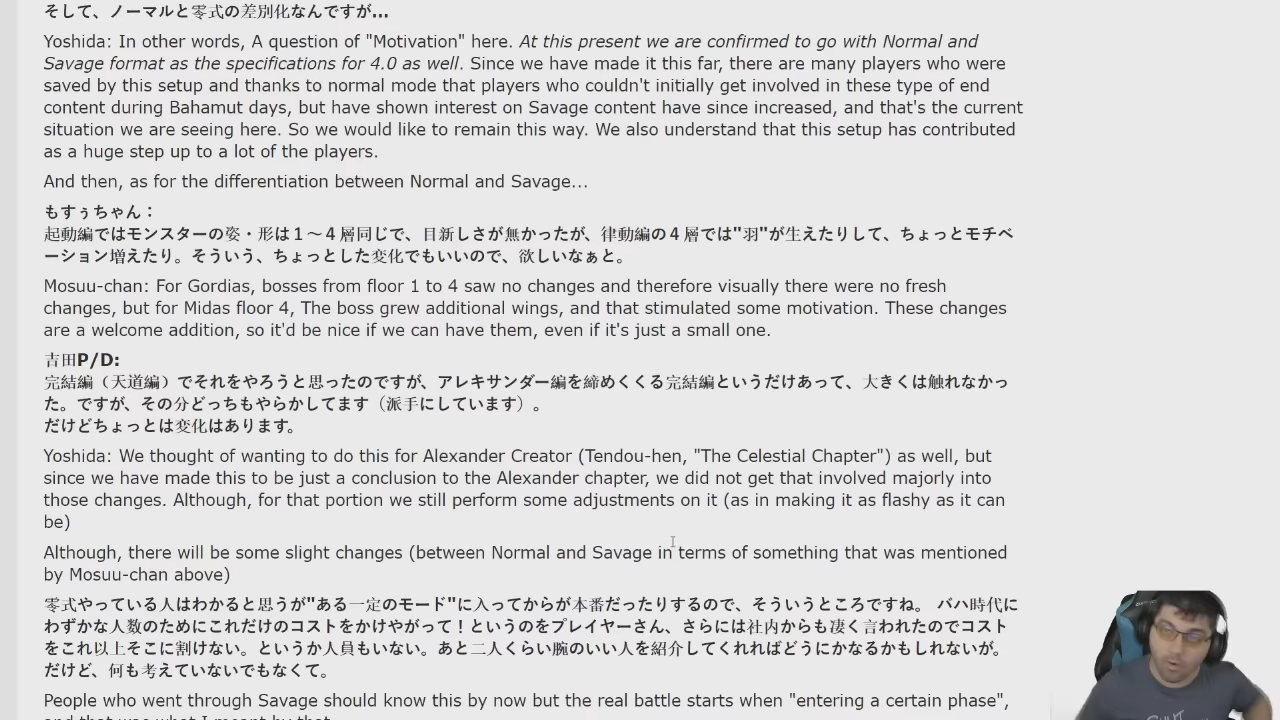 そして、ノーマルと零式の差別化なんですが…
Yoshida: In other words, A question of "Motivation" here. At this present we are confirmed to go with Normal and
Savage format as the specifications for 4.0 as well. Since we have made it this far, there are many players who were
saved by this setup and thanks to normal mode that players who couldn't initially get involved in these type of end
content during Bahamut days, but have shown interest on Savage content have since increased, and that's the current
situation we are seeing here. So we would like to remain this way. We also understand that this setup has contributed
as a huge step up to a lot of the players.
And then, as for the differentiation between Normal and Savage…
もすぅちゃん：
起動編ではモンスターの姿・形は１～４層同じで、目新しさが無かったが、律動編の４層では"羽"が生えたりして、ちょっとモチベ
ーション増えたり。そういう、ちょっとした変化でもいいので、欲しいなぁと。
Mosuu-chan: For Gordias, bosses from floor 1 to 4 saw no changes and therefore visually there were no fresh
changes, but for Midas floor 4, The boss grew additional wings, and that stimulated some motivation. These changes
are a welcome addition, so it'd be nice if we can have them, even if it's just a small one.
吉田P/D:
完結編（天道編）でそれをやろうと思ったのですが、アレキサンダー編を締めくくる完結編というだけあって、大きくは触れなかっ
た。ですが、その分どっちもやらかしてます（派手にしています）。
だけどちょっとは変化はあります。
Yoshida: We thought of wanting to do this for Alexander Creator (Tendou-hen, "The Celestial Chapter") as well, but
since we have made this to be just a conclusion to the Alexander chapter, we did not get that involved majorly into
those changes. Although, for that portion we still perform some adjustments on it (as in making it as flashy as it can
be)
Although, there will be some slight changes (between Normal and Savage in terms of something that was mentioned
by Mosuu-chan above)
零式やっている人はわかると思うが"ある一定のモード"に入ってからが本番だったりするので、そういうところですね。 バハ時代に
わずかな人数のためにこれだけのコストをかけやがって！というのをプレイヤーさん、さらには社内からも凄く言われたのでコスト
をこれ以上そこに割けない。というか人員もいない。あと二人くらい腕のいい人を紹介してくれればどうにかなるかもしれないが。
だけど、何も考えていないでもなくて。
People who went through Savage should know this by now but the real battle starts when "entering a certain phase",
and that was what I meant by that.